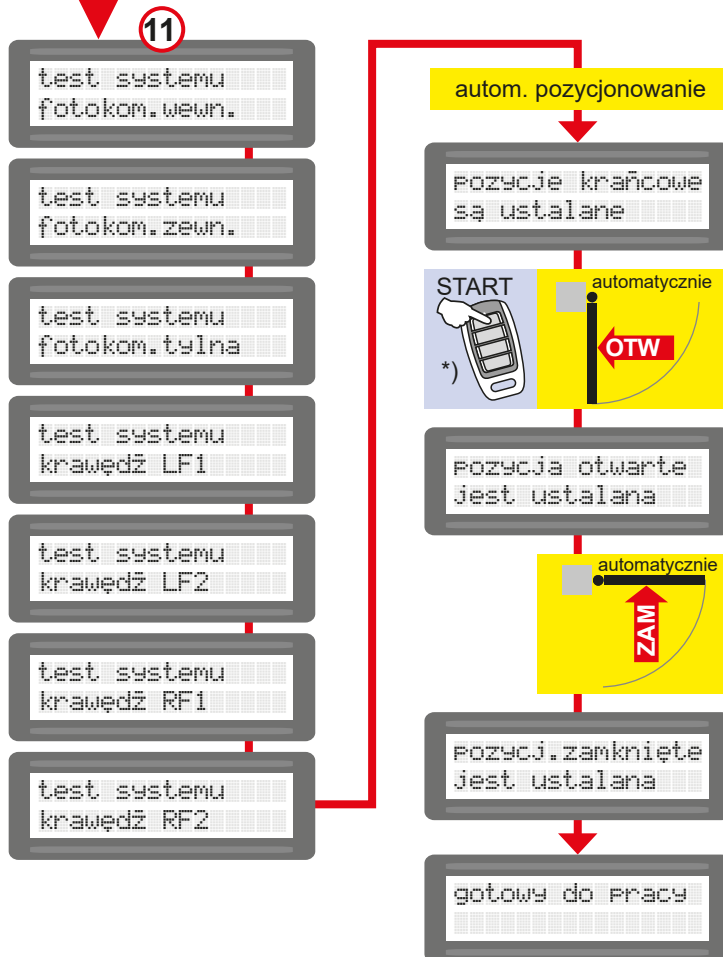 11
test systemu
fotokom.wewn.
test systemu
fotokom.zewn.
test systemu
fotokom.tylna
test systemu
krawędź LF1
test systemu
krawędź LF2
test systemu
krawędź RF1
test systemu
krawędź RF2
autom. pozycjonowanie
pozycje krańcowe
są ustalane
START
*)
automatycznie
OTW
pozycja otwarte
jest ustalana
automatycznie
ZAM
pozycj.zamknięte
jest ustalana
gotowy do pracy